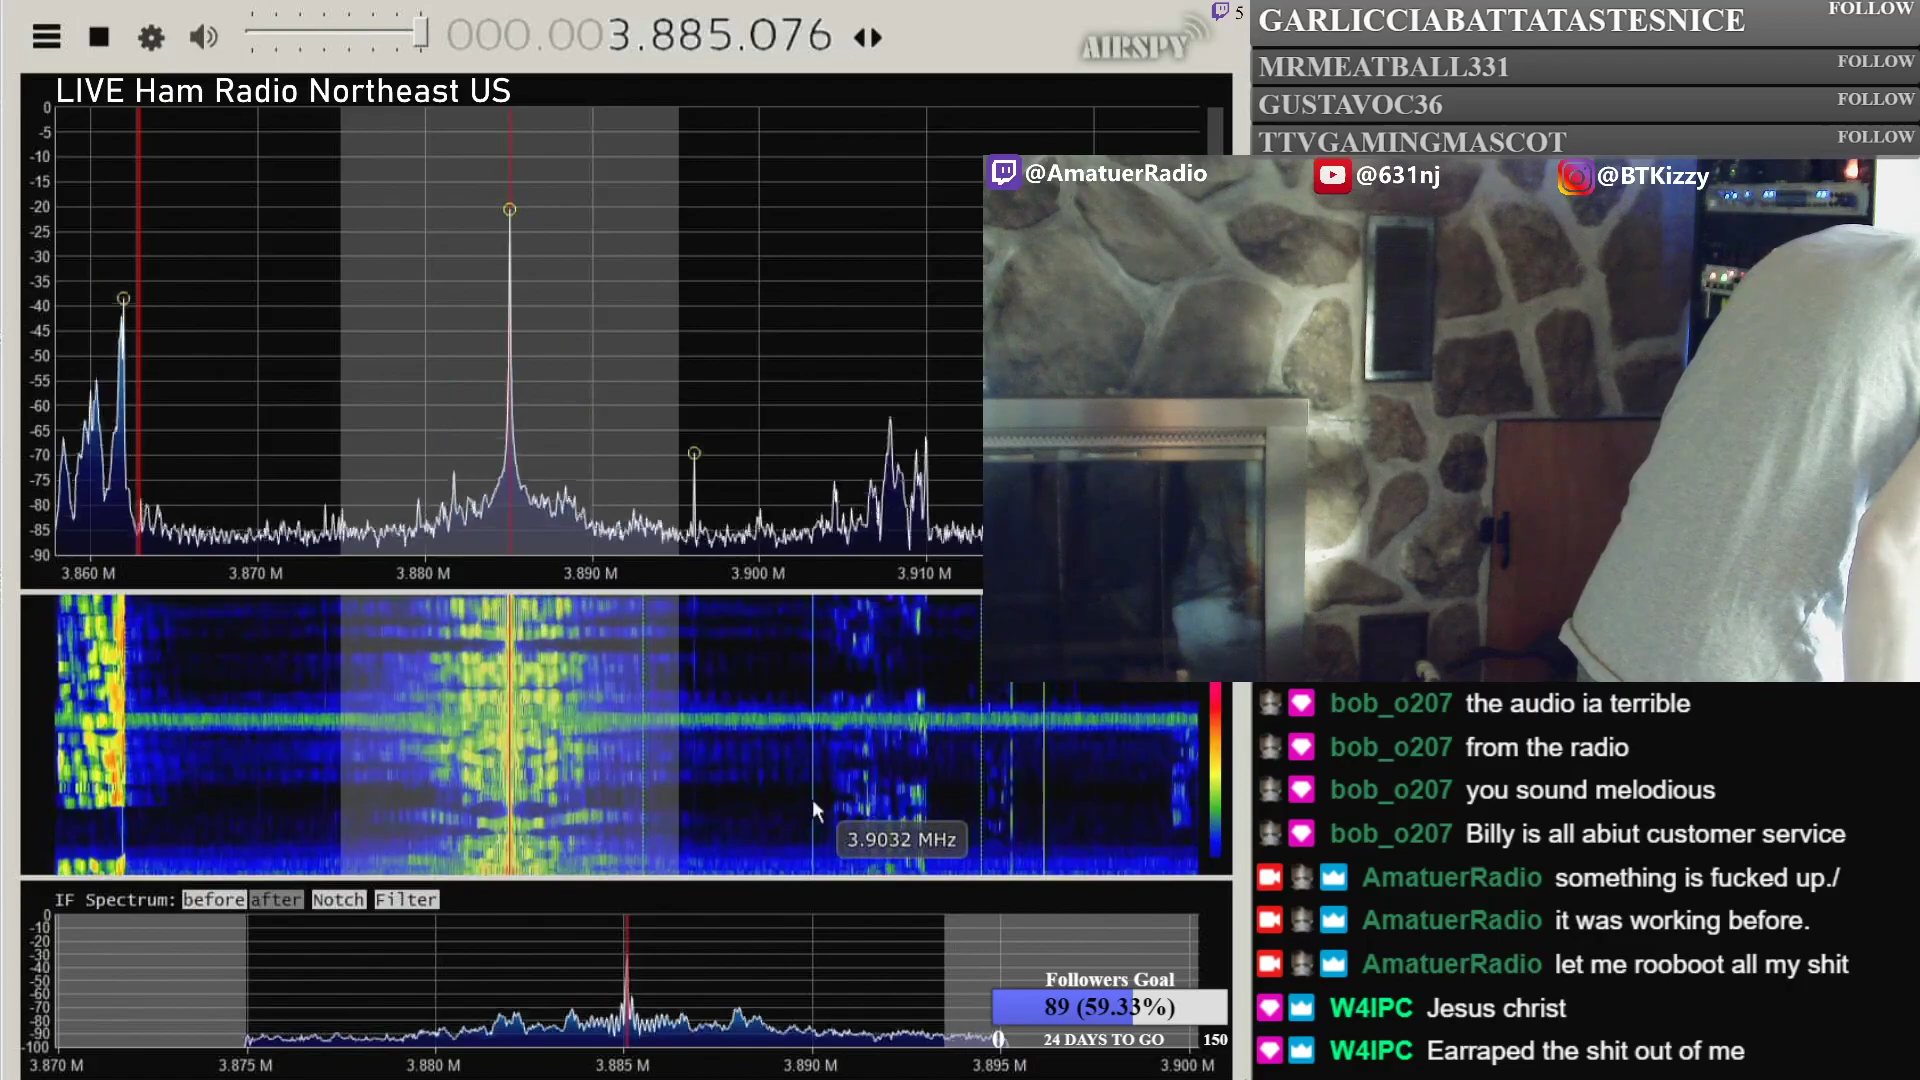 000.003.885.076
AIRSPY
5
LIVE Ham Radio Northeast US
0
-5
-10
-15
-20
-25
-30
-35
-40
-45
-50
-55
-60
-65
-70
-75
-80
-85
-90
3.860 M 3.870 M 3.880 M 3.890 M 3.900 M 3.910 M
3.9032 MHz
IF Spectrum: before after Notch Filter
0
-10
-20
-30
-40
-50
-60
-70
-80
-90
-100
3.870 M 3.875 M 3.880 M 3.885 M 3.890 M 3.895 M 3.900 M
Followers Goal
89 (59.33%)
0 24 DAYS TO GO 150
GARLICCIABATTATASTESNICE FOLLOW
MRMEATBALL331 FOLLOW
GUSTAVOC36 FOLLOW
TTVGAMINGMASCOT FOLLOW
@AmatuerRadio @631nj @BTKizzy
bob_o207 the audio ia terrible
bob_o207 from the radio
bob_o207 you sound melodious
bob_o207 Billy is all abiut customer service
AmatuerRadio something is fucked up./
AmatuerRadio it was working before.
AmatuerRadio let me rooboot all my shit
W4IPC Jesus christ
W4IPC Earraped the shit out of me